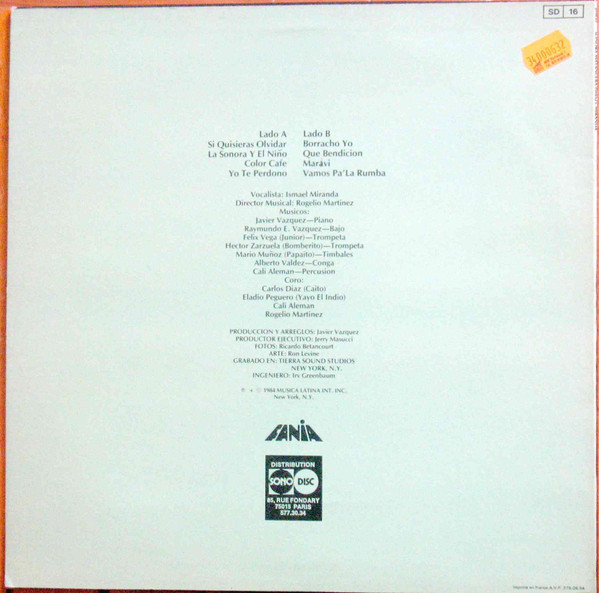 SD 16
34.098637
Lado A
Si Quisieras Olvidar
La Sonora Y El Niño
Color Cafe
Yo Te Perdono
Lado B
Borracho Yo
Que Bendicion
Marávi
Vamos Pa'La Rumba
Vocalista: Ismael Miranda
Director Musical: Rogelio Martinez
Musicos:
Javier Vazquez—Piano
Raymundo E. Vazquez—Bajo
Felix Vega (Junior)—Trompeta
Hector Zarzuela (Bomberito)—Trompeta
Mario Muñoz (Papaito)—Timbales
Alberto Valdez—Conga
Cali Aleman—Percusion
Coro:
Carlos Diaz (Caito)
Eladio Peguero (Yayo El Indio)
Cali Aleman
Rogelio Martinez
PRODUCCION Y ARREGLOS: Javier Vazquez
PRODUCTOR EJECUTIVO: Jerry Masucci
FOTOS: Ricardo Betancourt
ARTE: Ron Levine
GRABADO EN: TIERRA SOUND STUDIOS
NEW YORK, N.Y.
INGENIERO: Irv Greenbaum
℗ • © 1984 MUSICA LATINA INT. INC.
New York, N.Y.
FANIA
DISTRIBUTION
SONO DISC
85, RUE FONDARY
75015 PARIS
577.30.34